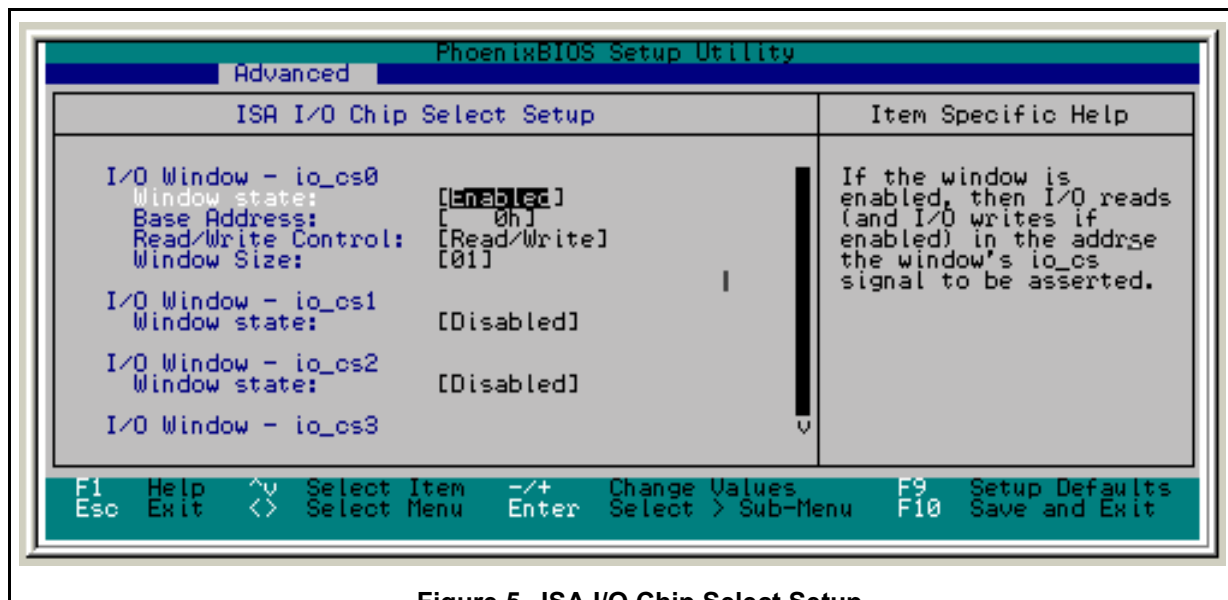 PhoenixBIOS Setup Utility
Advanced
ISA I/O Chip Select Setup
Item Specific Help
I/O Window - io_cs0
Window state: [Enabled]
Base Address: [ 0h]
Read/Write Control: [Read/Write]
Window Size: [01]
I/O Window - io_cs1
Window state: [Disabled]
I/O Window - io_cs2
Window state: [Disabled]
I/O Window - io_cs3
v
If the window is
enabled, then I/O reads
(and I/O writes if
enabled) in the addrse
the window's io_cs
signal to be asserted.
F1 Help ^v Select Item -/+ Change Values F9 Setup Defaults
Esc Exit <> Select Menu Enter Select > Sub-Menu F10 Save and Exit
Figure 5. ISA I/O Chip Select Setup